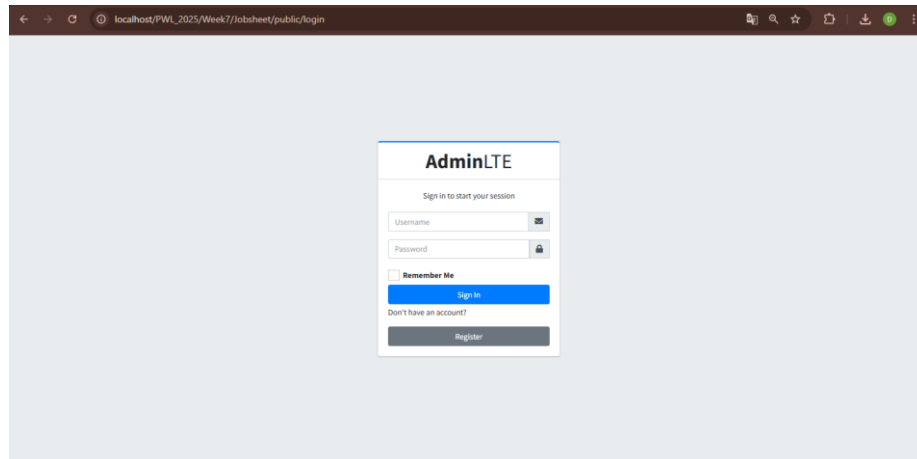 localhost/PWL_2025/Week7/Jobsheet/public/login
D
AdminLTE
Sign in to start your session
Username
Password
Remember Me
Sign In
Don't have an account?
Register